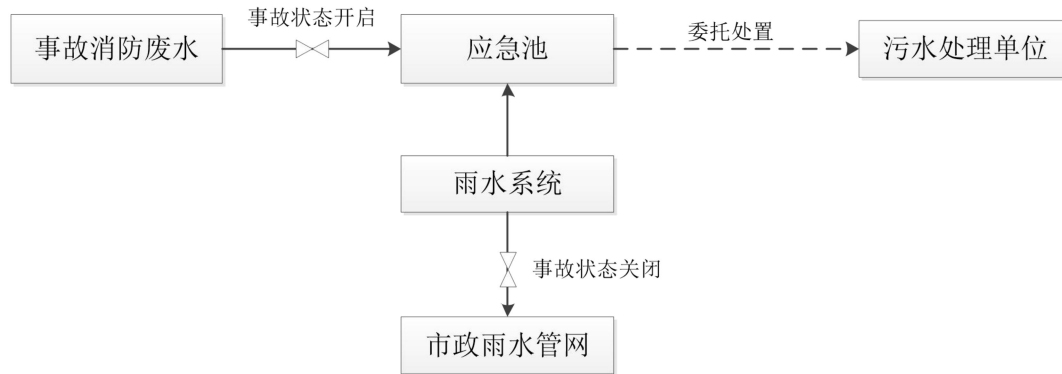 事故状态开启
事故消防废水
应急池
委托处置
污水处理单位
雨水系统
事故状态关闭
市政雨水管网